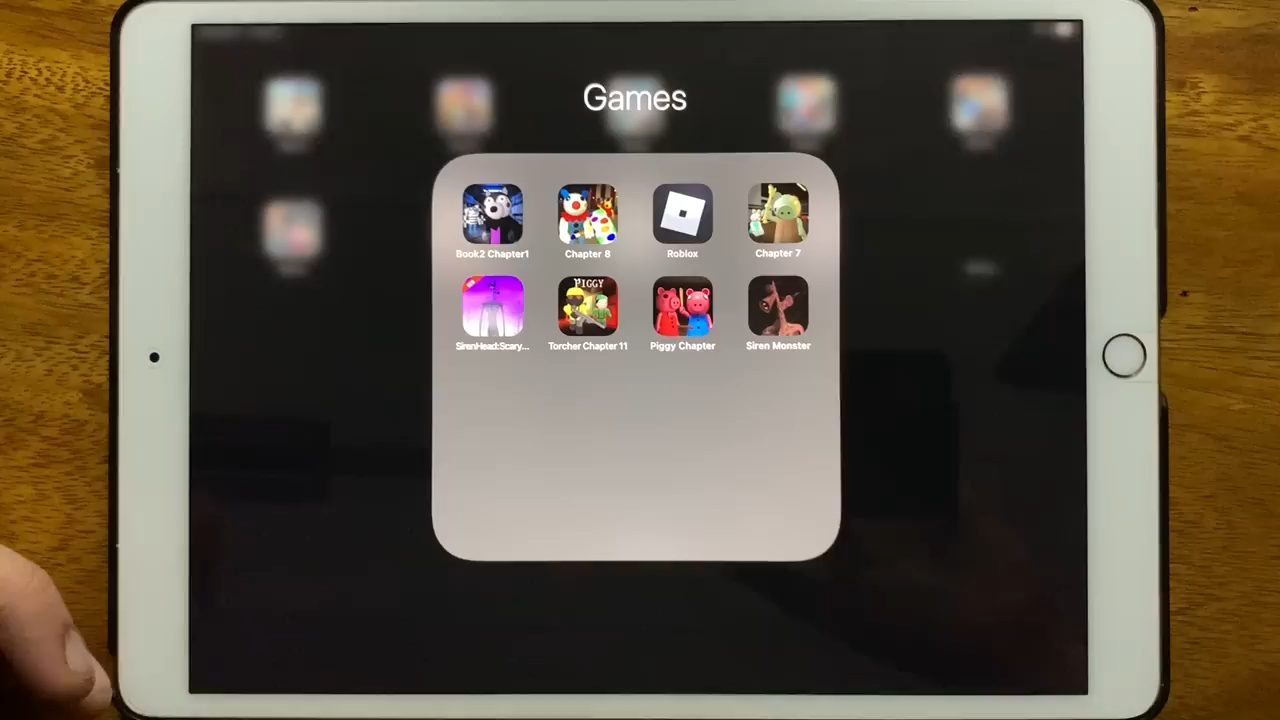 Games
Book2 Chapter1 Chapter 8 Roblox Chapter 7
PIGGY
SirenHead:Scary... Torcher Chapter 11 Piggy Chapter Siren Monster